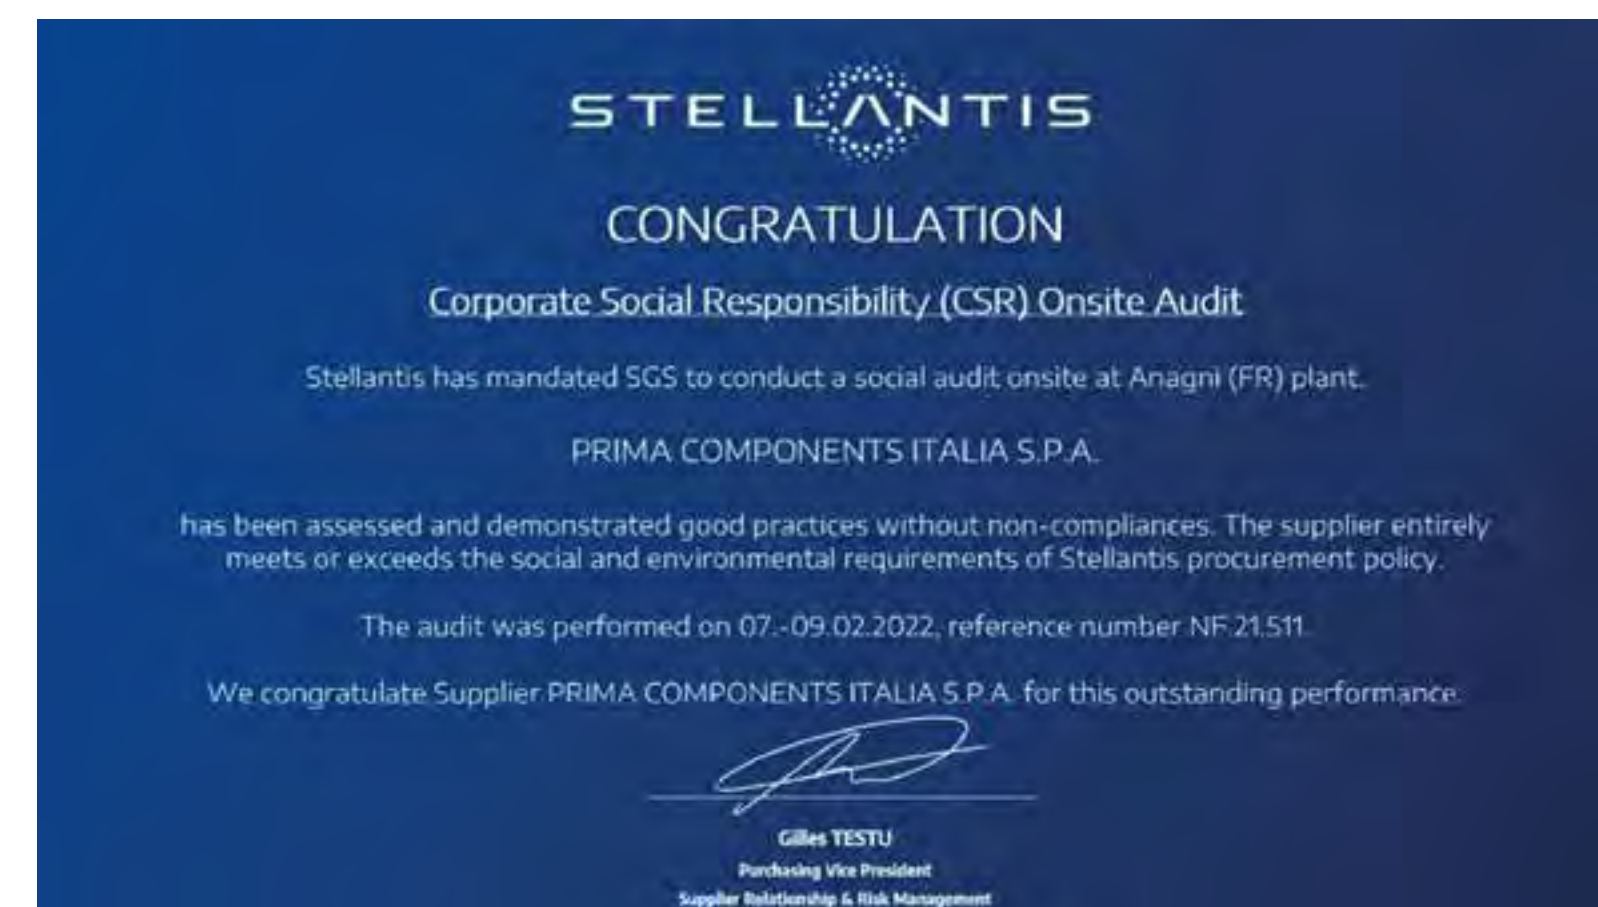 STELLANTIS
CONGRATULATION
Corporate Social Responsibility (CSR) Onsite Audit
Stellantis has mandated SGS to conduct a social audit onsite at Anagni (FR) plant.
PRIMA COMPONENTS ITALIA S.P.A.
has been assessed and demonstrated good practices without non-compliances. The supplier entirely
meets or exceeds the social and environmental requirements of Stellantis procurement policy.
The audit was performed on 07.-09.02.2022, reference number NF.21.511.
We congratulate Supplier PRIMA COMPONENTS ITALIA S.P.A. for this outstanding performance.
Gilles TESTU
Purchasing Vice President
Supplier Relationship & Risk Management